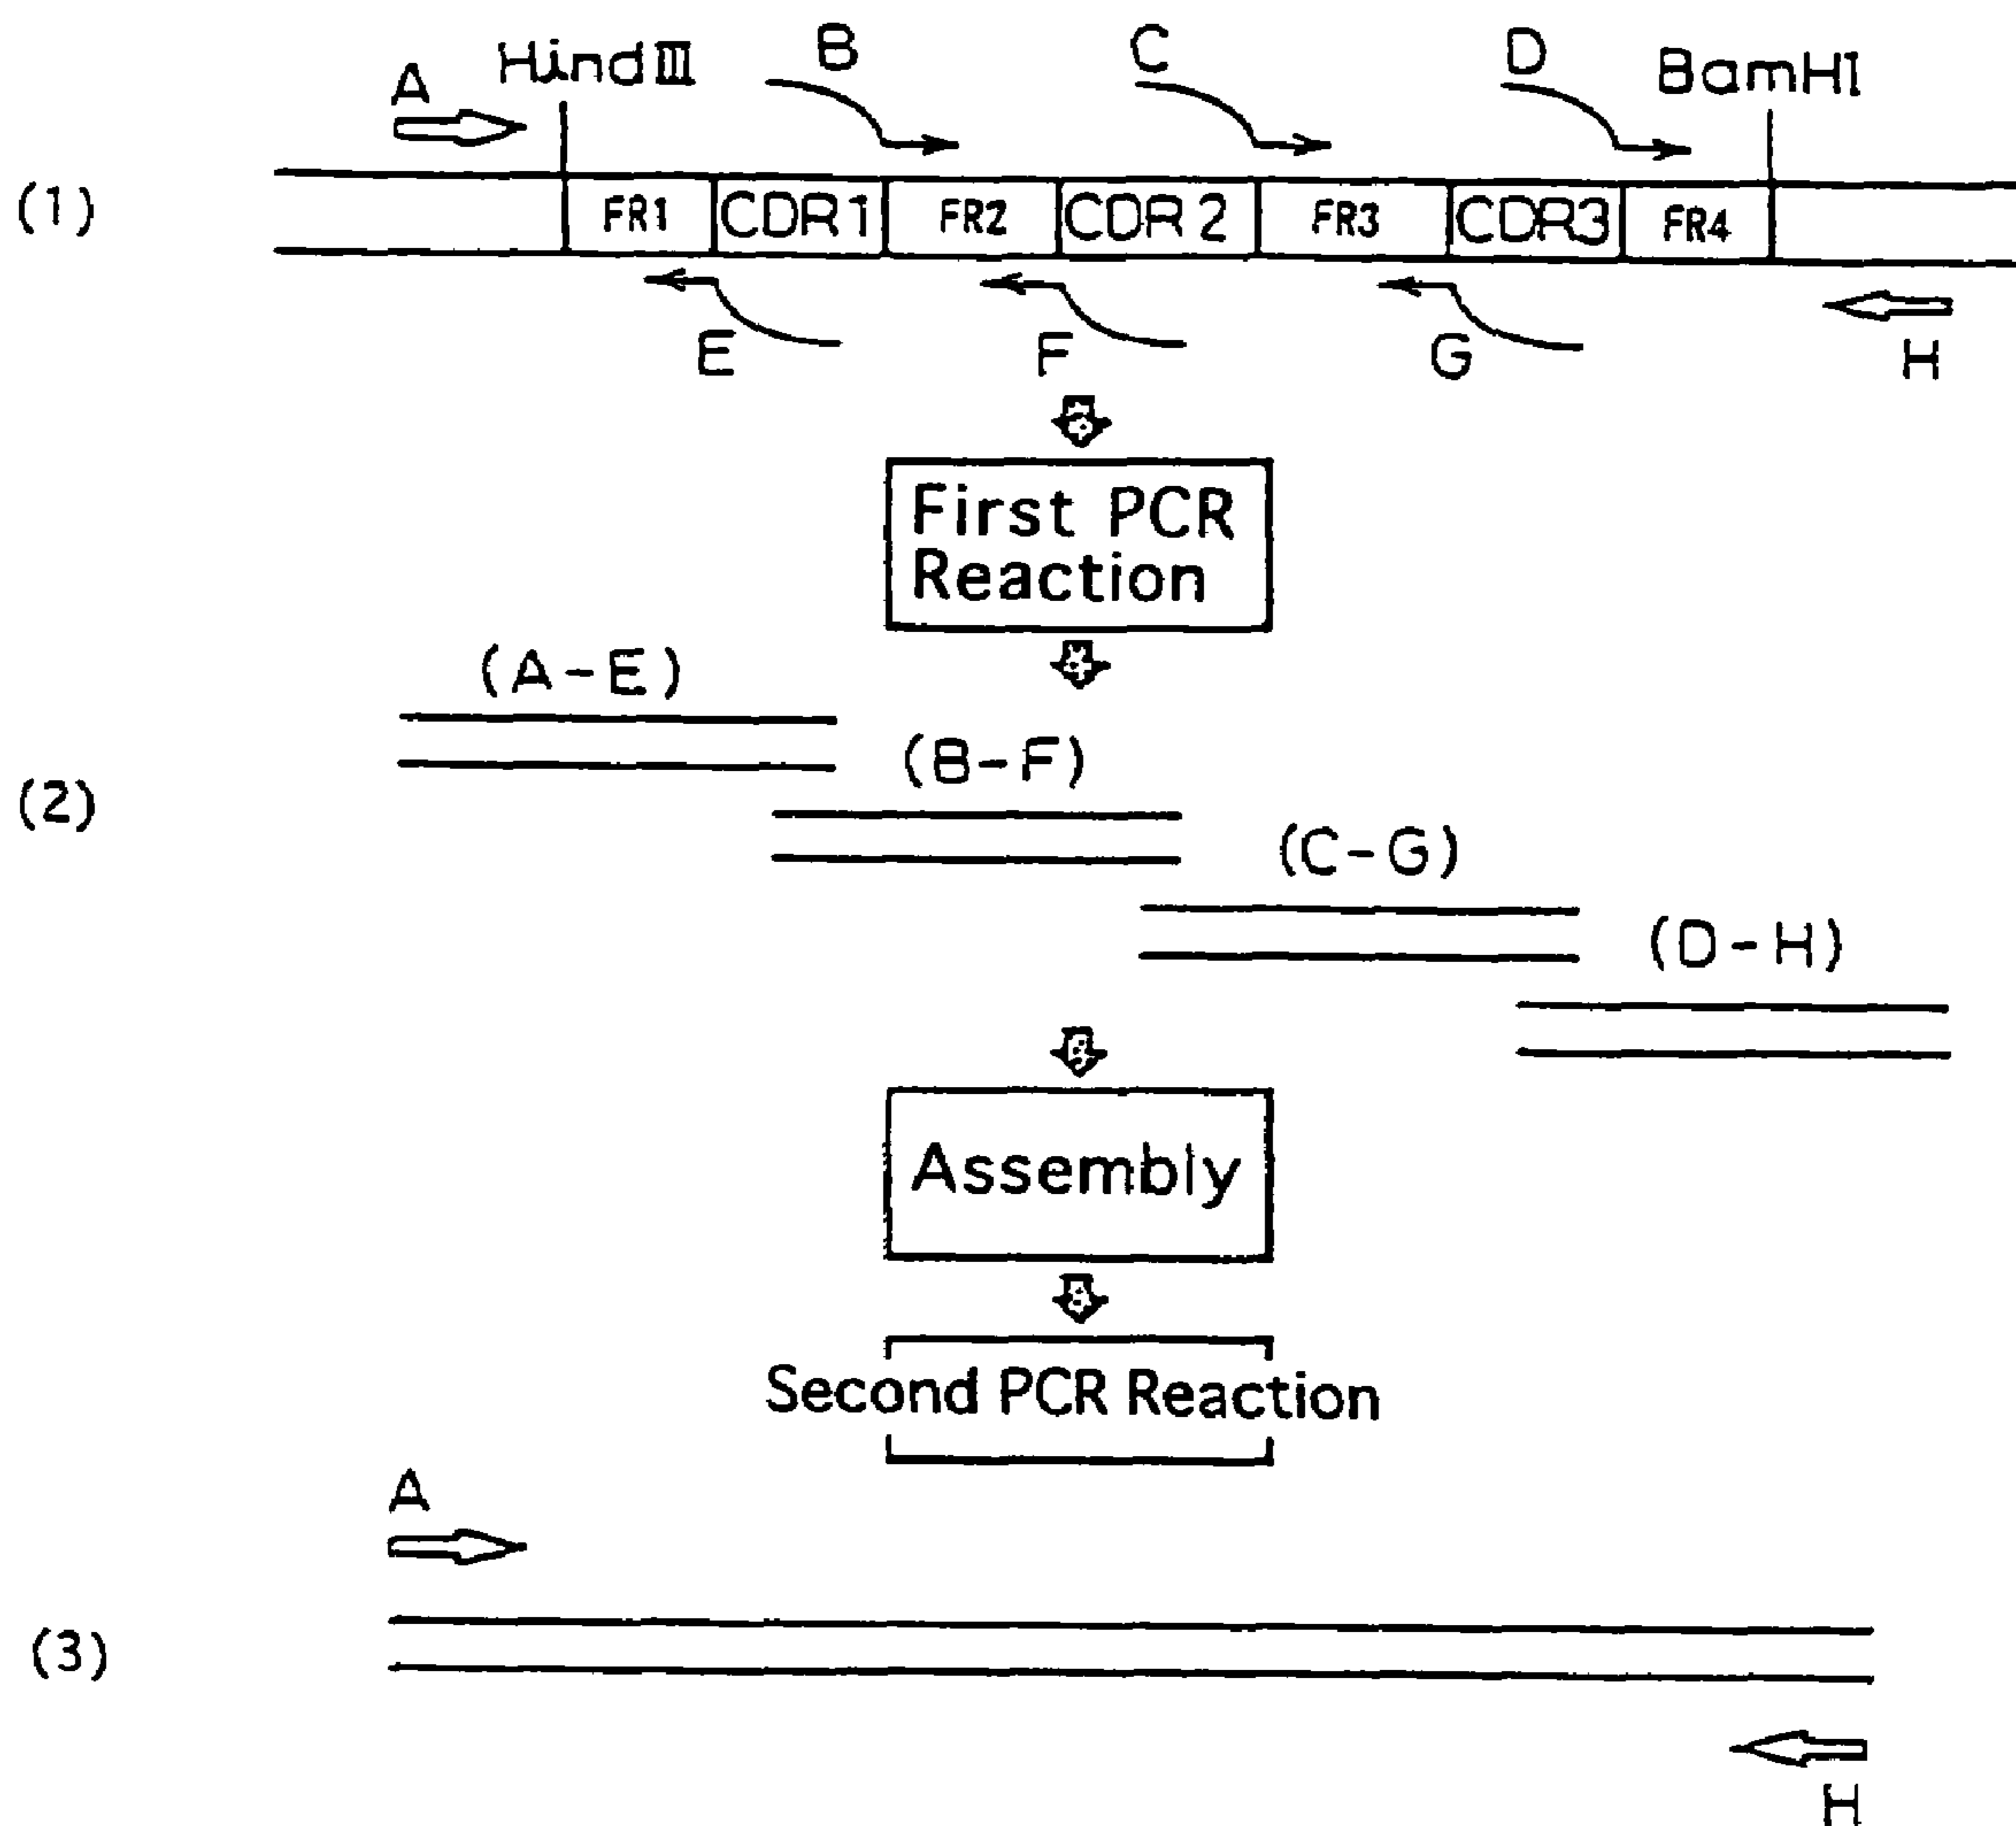 A HindIII B C D BamHI
(1) FR1 CDR1 FR2 CDR2 FR3 CDR3 FR4
E F G H
First PCR
Reaction
(A-E)
(B-F)
(2)
(C-G)
(D-H)
Assembly
Second PCR Reaction
A
(3)
H